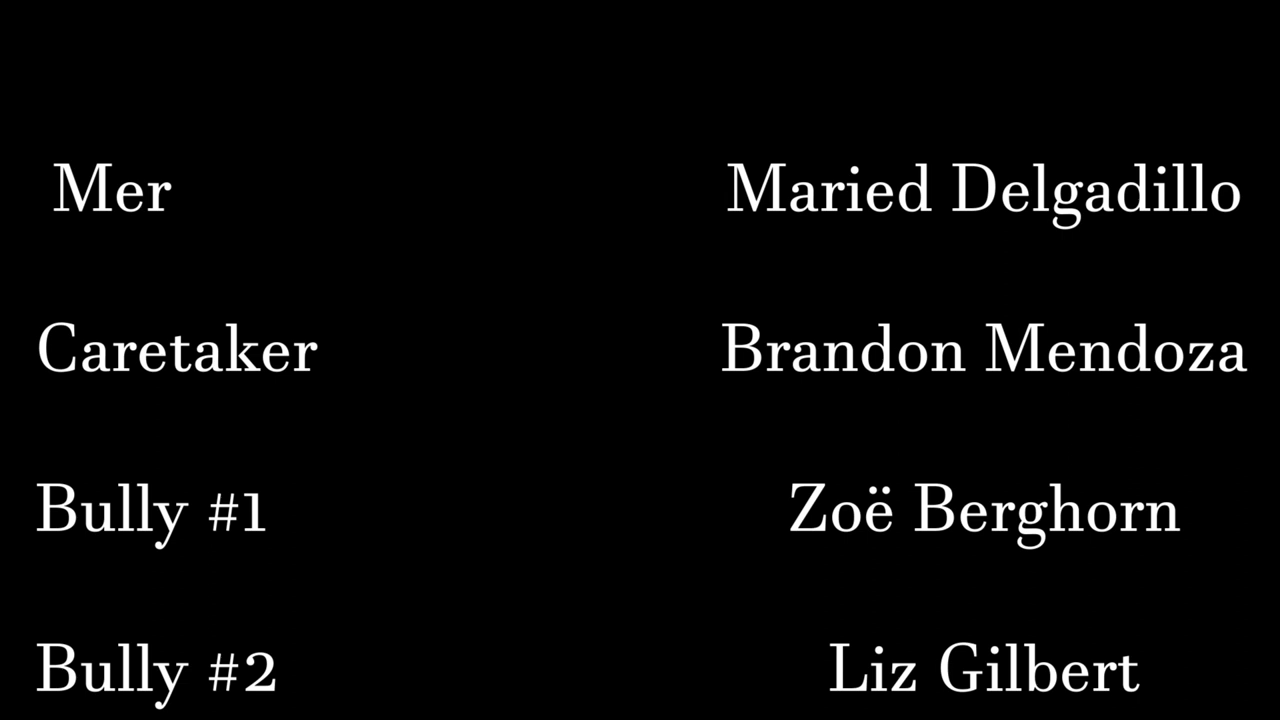 Mer Maried Delgadillo
Caretaker Brandon Mendoza
Bully #1 Zoë Berghorn
Bully #2 Liz Gilbert